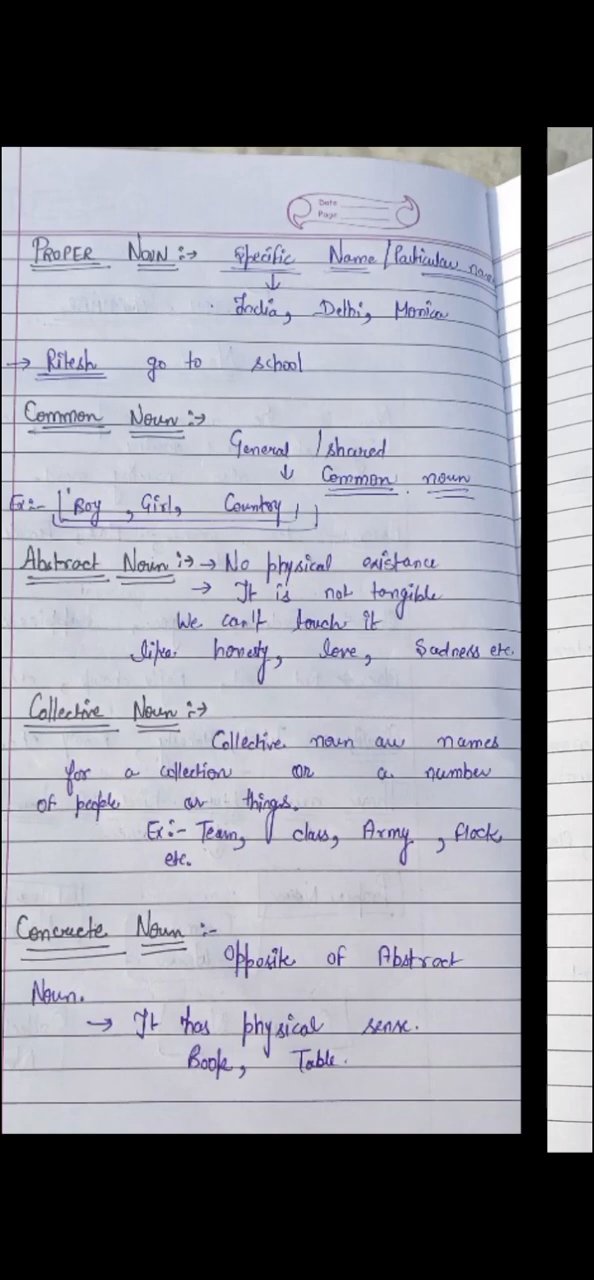 Date
Page
PROPER NOUN :→ Specific Name / Particular name
↓
India, Delhi, Monica
→ Ritesh go to school
Common Noun :→
General / shared
↓ Common noun
Ex:- Boy, Girl, Country
Abstract Noun :→ → No physical existance
→ It is not tangible
We can't touch it
like honesty, love, Sadness etc.
Collective Noun :→
Collective noun are names
for a collection or a number
of people or things.
Ex:- Team, class, Army, flock,
etc.
Concrete Noun :-
Opposite of Abstract
Noun.
→ It has physical sense.
Book, Table.